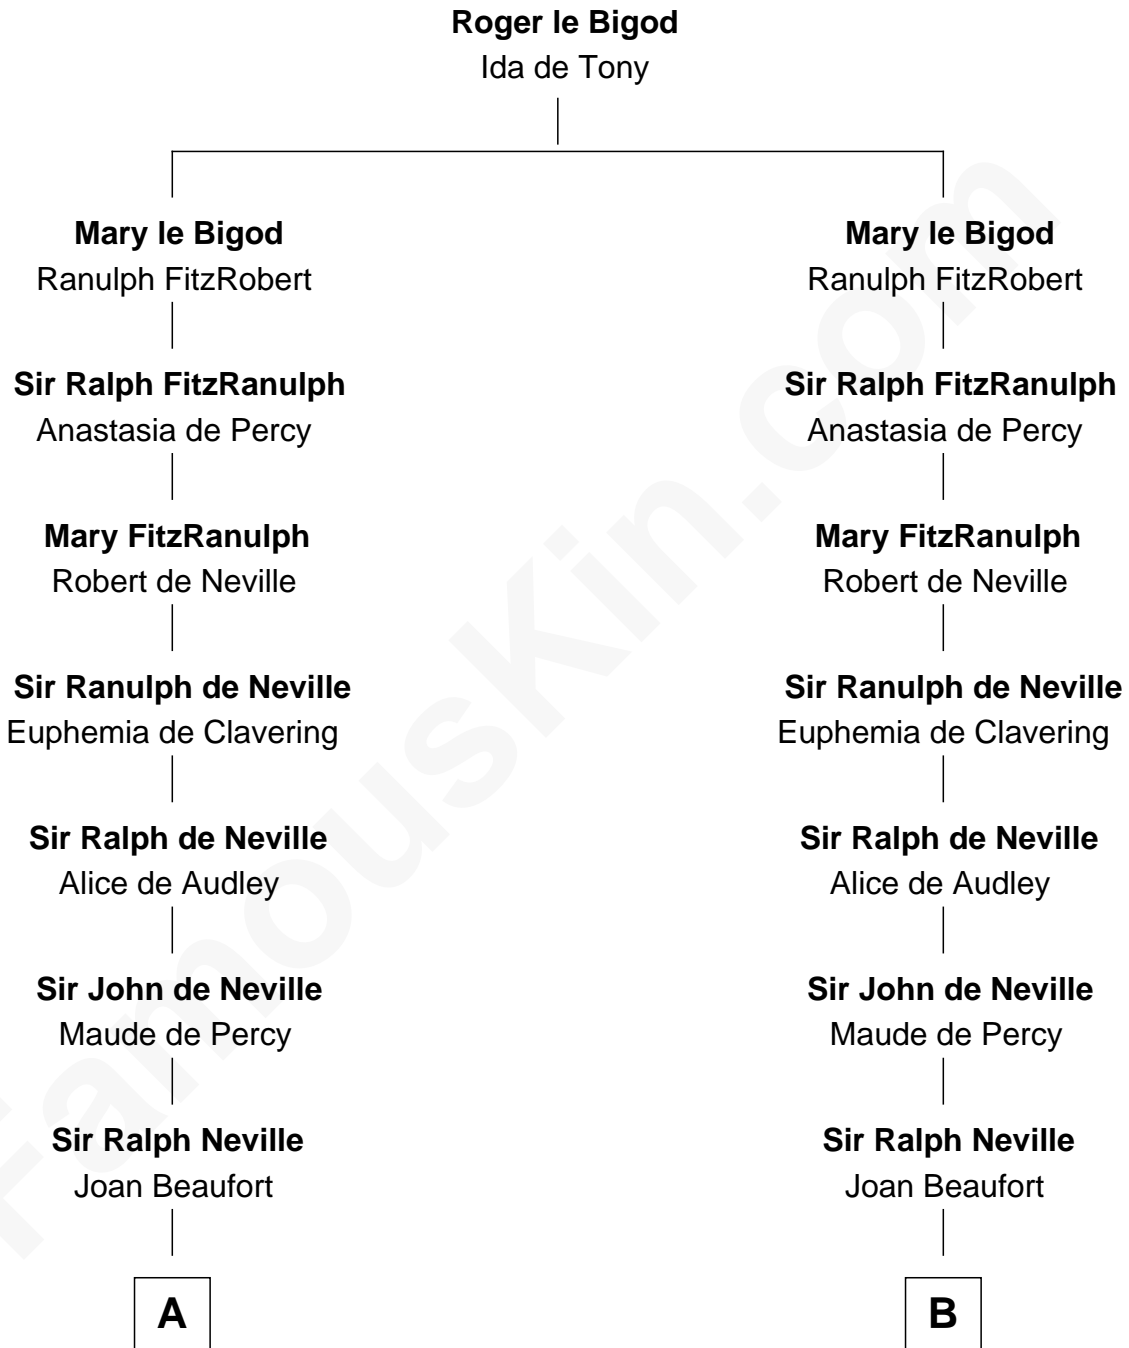 Roger le Bigod
Ida de Tony
Mary le Bigod
Ranulph FitzRobert
Sir Ralph FitzRanulph
Anastasia de Percy
Mary FitzRanulph
Robert de Neville
Sir Ranulph de Neville
Euphemia de Clavering
Sir Ralph de Neville
Alice de Audley
Sir John de Neville
Maude de Percy
Sir Ralph Neville
Joan Beaufort
A
Mary le Bigod
Ranulph FitzRobert
Sir Ralph FitzRanulph
Anastasia de Percy
Mary FitzRanulph
Robert de Neville
Sir Ranulph de Neville
Euphemia de Clavering
Sir Ralph de Neville
Alice de Audley
Sir John de Neville
Maude de Percy
Sir Ralph Neville
Joan Beaufort
B
FamousKin.com